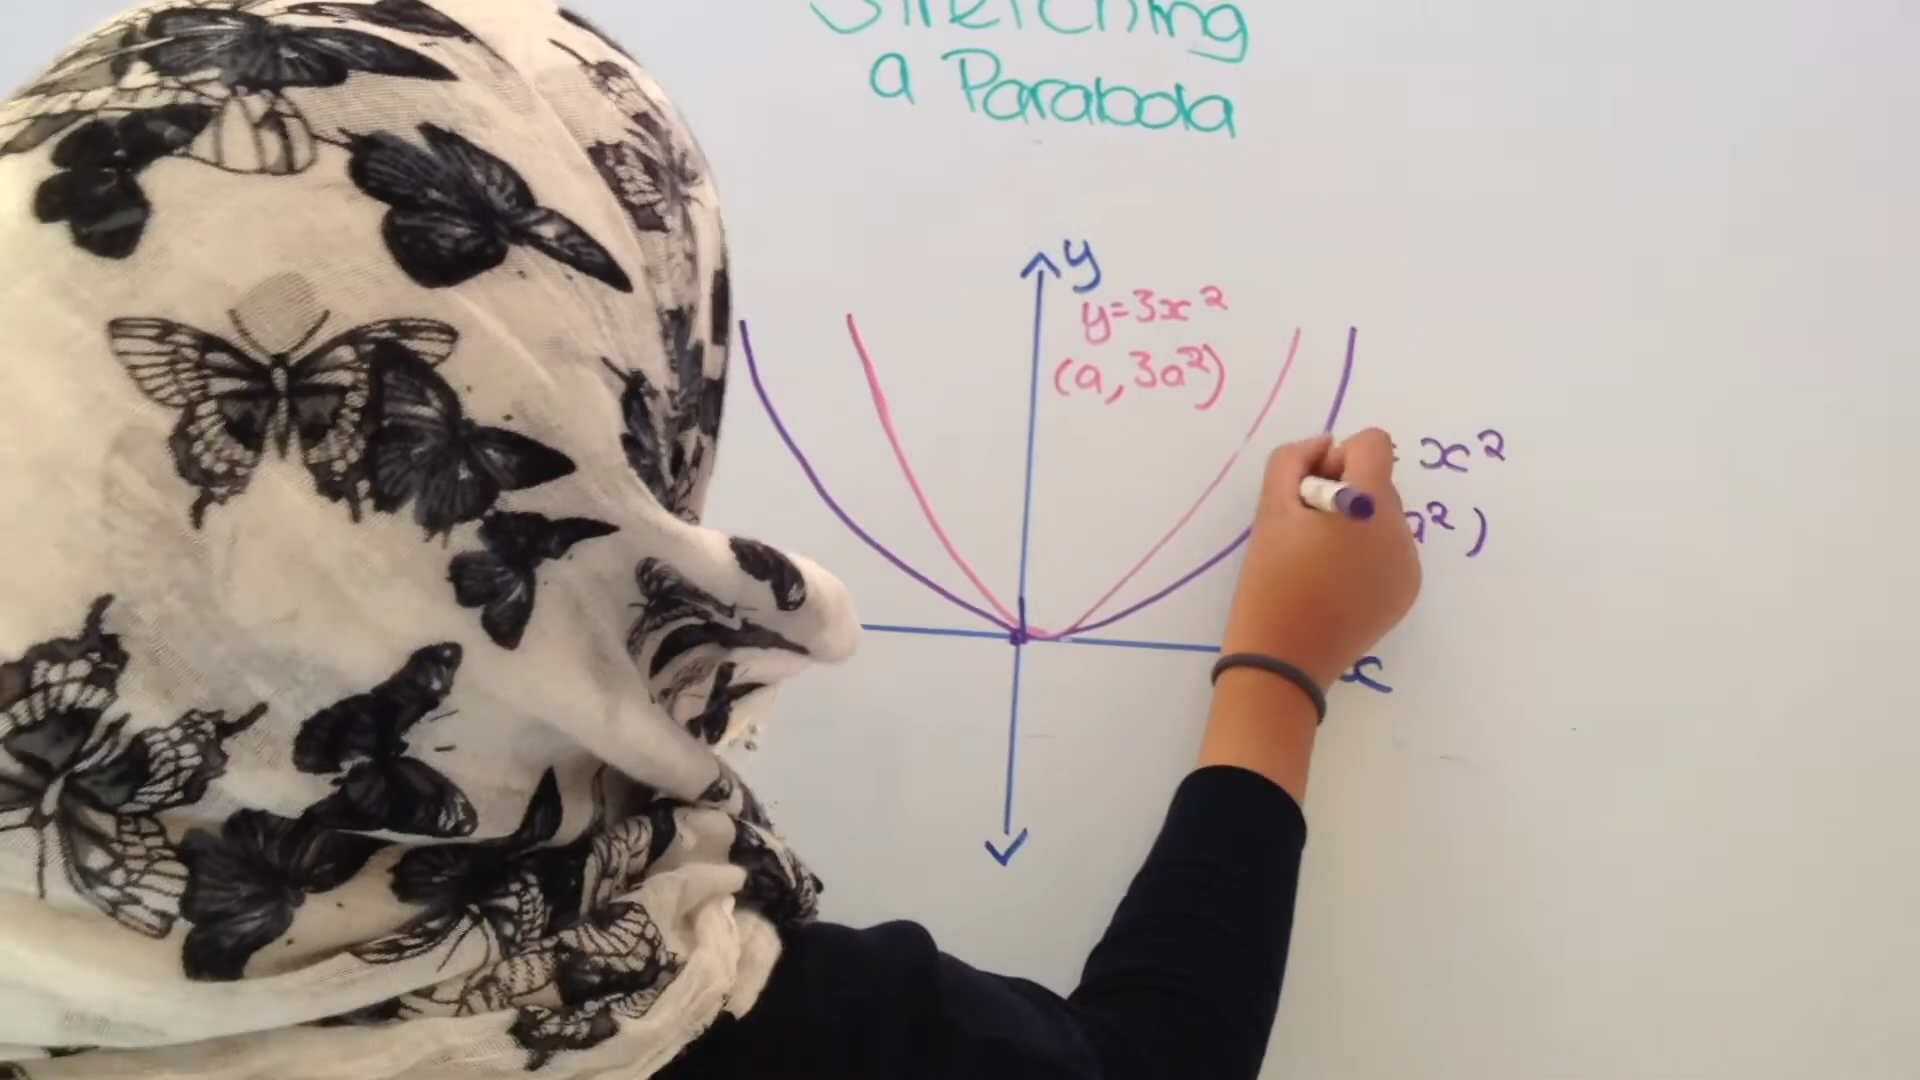 Stretching
a Parabola
y
y=3x²
(a, 3a²)
= x²
a² )
x